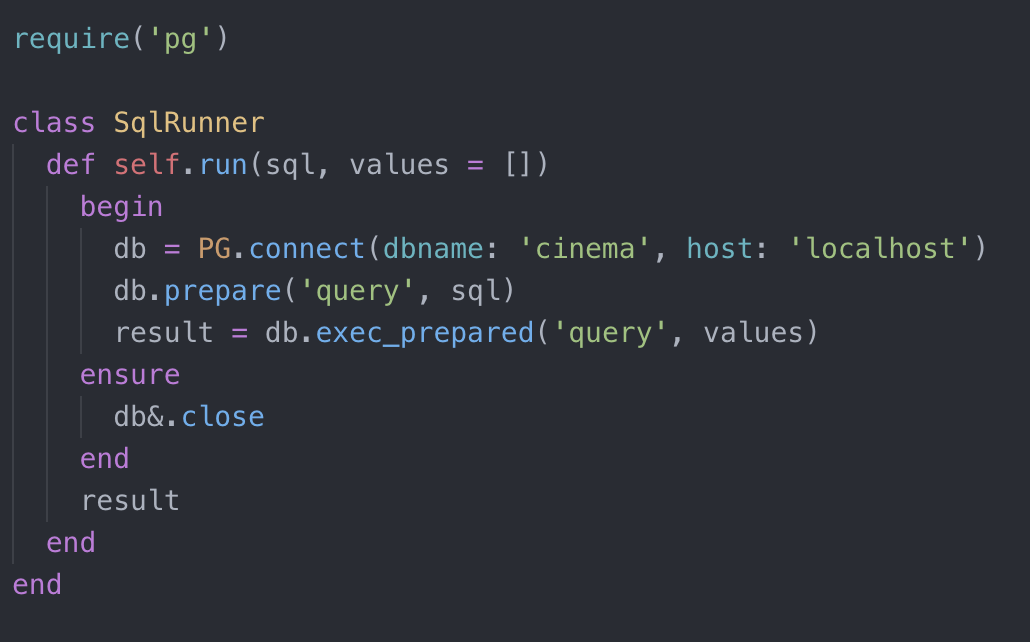 require('pg')

class SqlRunner
  def self.run(sql, values = [])
    begin
      db = PG.connect(dbname: 'cinema', host: 'localhost')
      db.prepare('query', sql)
      result = db.exec_prepared('query', values)
    ensure
      db&.close
    end
    result
  end
end